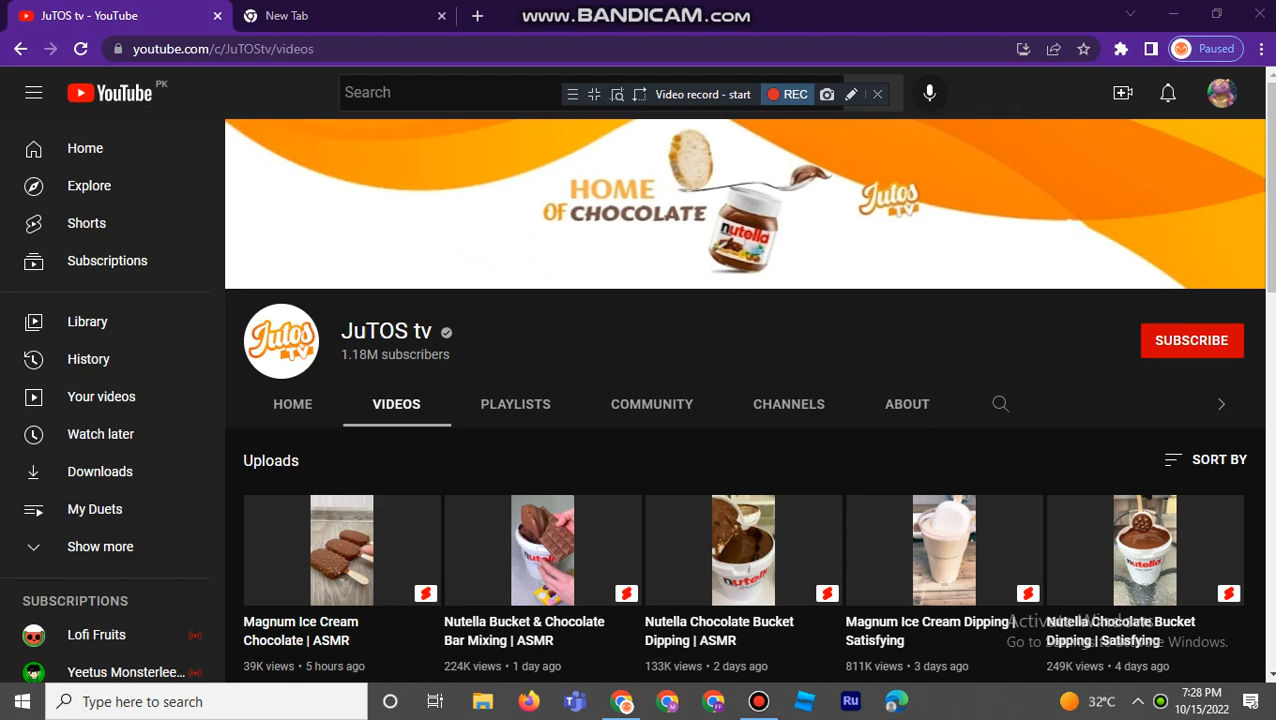 JuTOS tv - YouTube
New Tab
www.BANDICAM.com
youtube.com/c/JuTOStv/videos
Paused
YouTube PK
Search
Video record - start
REC
Home
Explore
Shorts
Subscriptions
Library
History
Your videos
Watch later
Downloads
My Duets
Show more
SUBSCRIPTIONS
Lofi Fruits
Yeetus Monsterlee...
HOME
OF CHOCOLATE
nutella
Jutos
TV
Jutos
TV
JuTOS tv
1.18M subscribers
SUBSCRIBE
HOME
VIDEOS
PLAYLISTS
COMMUNITY
CHANNELS
ABOUT
Uploads
SORT BY
nutella
nutella
Magnum Ice Cream
Chocolate | ASMR
39K views • 5 hours ago
Nutella Bucket & Chocolate
Bar Mixing | ASMR
224K views • 1 day ago
Nutella Chocolate Bucket
Dipping | ASMR
133K views • 2 days ago
Magnum Ice Cream Dipping |
Satisfying
811K views • 3 days ago
Nutella Chocolate Bucket
Dipping | Satisfying
249K views • 4 days ago
Activate Windows
Go to Settings to activate Windows.
Type here to search
Ru
32°C
7:28 PM
10/15/2022